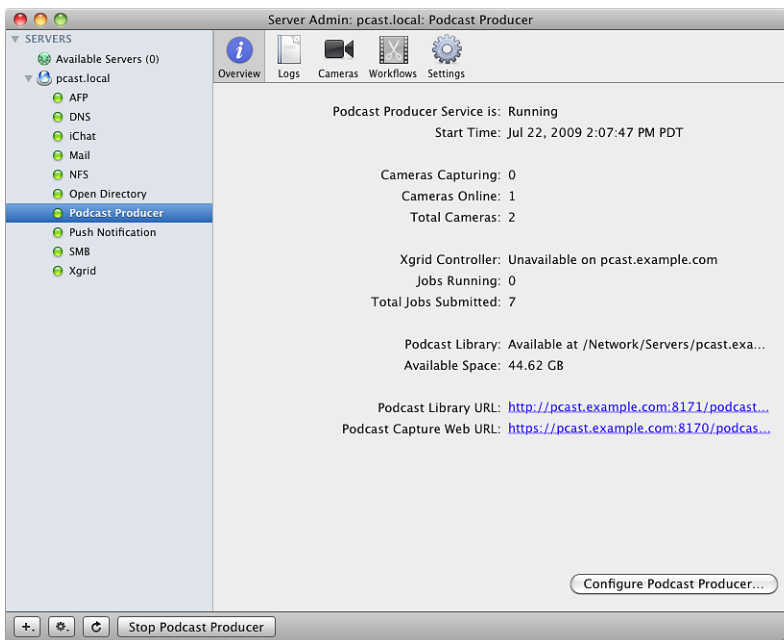 Server Admin: pcast.local: Podcast Producer
SERVERS
Available Servers (0)
pcast.local
AFP
DNS
iChat
Mail
NFS
Open Directory
Podcast Producer
Push Notification
SMB
Xgrid
Overview
Logs
Cameras
Workflows
Settings
Podcast Producer Service is: Running
Start Time: Jul 22, 2009 2:07:47 PM PDT
Cameras Capturing: 0
Cameras Online: 1
Total Cameras: 2
Xgrid Controller: Unavailable on pcast.example.com
Jobs Running: 0
Total Jobs Submitted: 7
Podcast Library: Available at /Network/Servers/pcast.exa...
Available Space: 44.62 GB
Podcast Library URL: http://pcast.example.com:8171/podcast...
Podcast Capture Web URL: https://pcast.example.com:8170/podcas...
Configure Podcast Producer...
Stop Podcast Producer